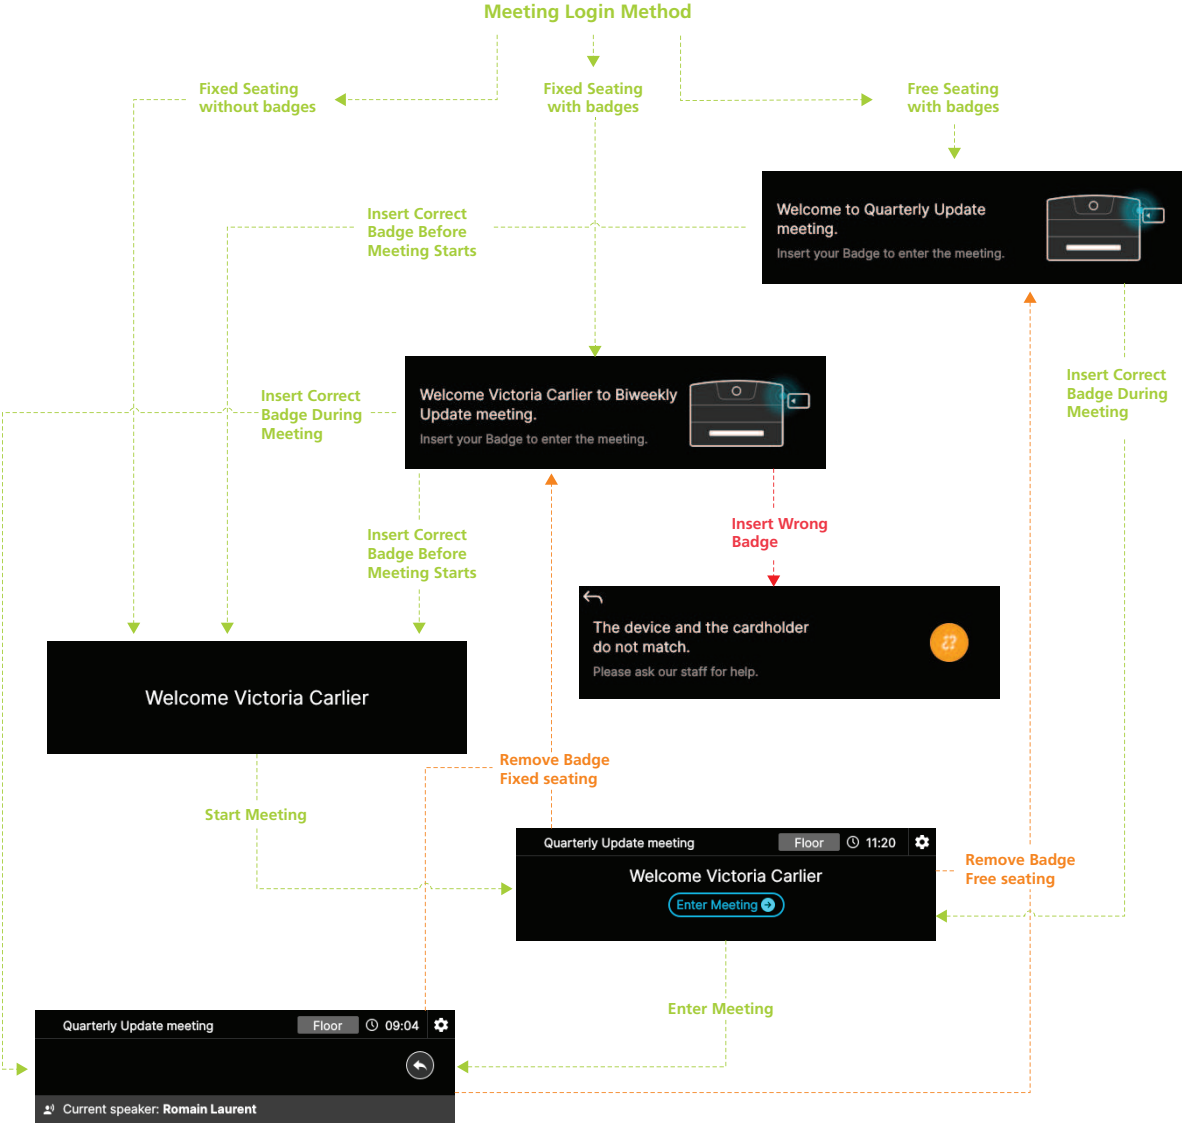 Meeting Login Method
Fixed Seating
without badges
Fixed Seating
with badges
Free Seating
with badges
Insert Correct
Badge Before
Meeting Starts
Welcome to Quarterly Update
meeting.
Insert your Badge to enter the meeting.
Insert Correct
Badge During
Meeting
Welcome Victoria Carlier to Biweekly
Update meeting.
Insert your Badge to enter the meeting.
Insert Correct
Badge During
Meeting
Insert Correct
Badge Before
Meeting Starts
Insert Wrong
Badge
The device and the cardholder
do not match.
Please ask our staff for help.
Welcome Victoria Carlier
Remove Badge
Fixed seating
Start Meeting
Quarterly Update meeting Floor 11:20
Welcome Victoria Carlier
Enter Meeting
Remove Badge
Free seating
Enter Meeting
Quarterly Update meeting Floor 09:04
Current speaker: Romain Laurent